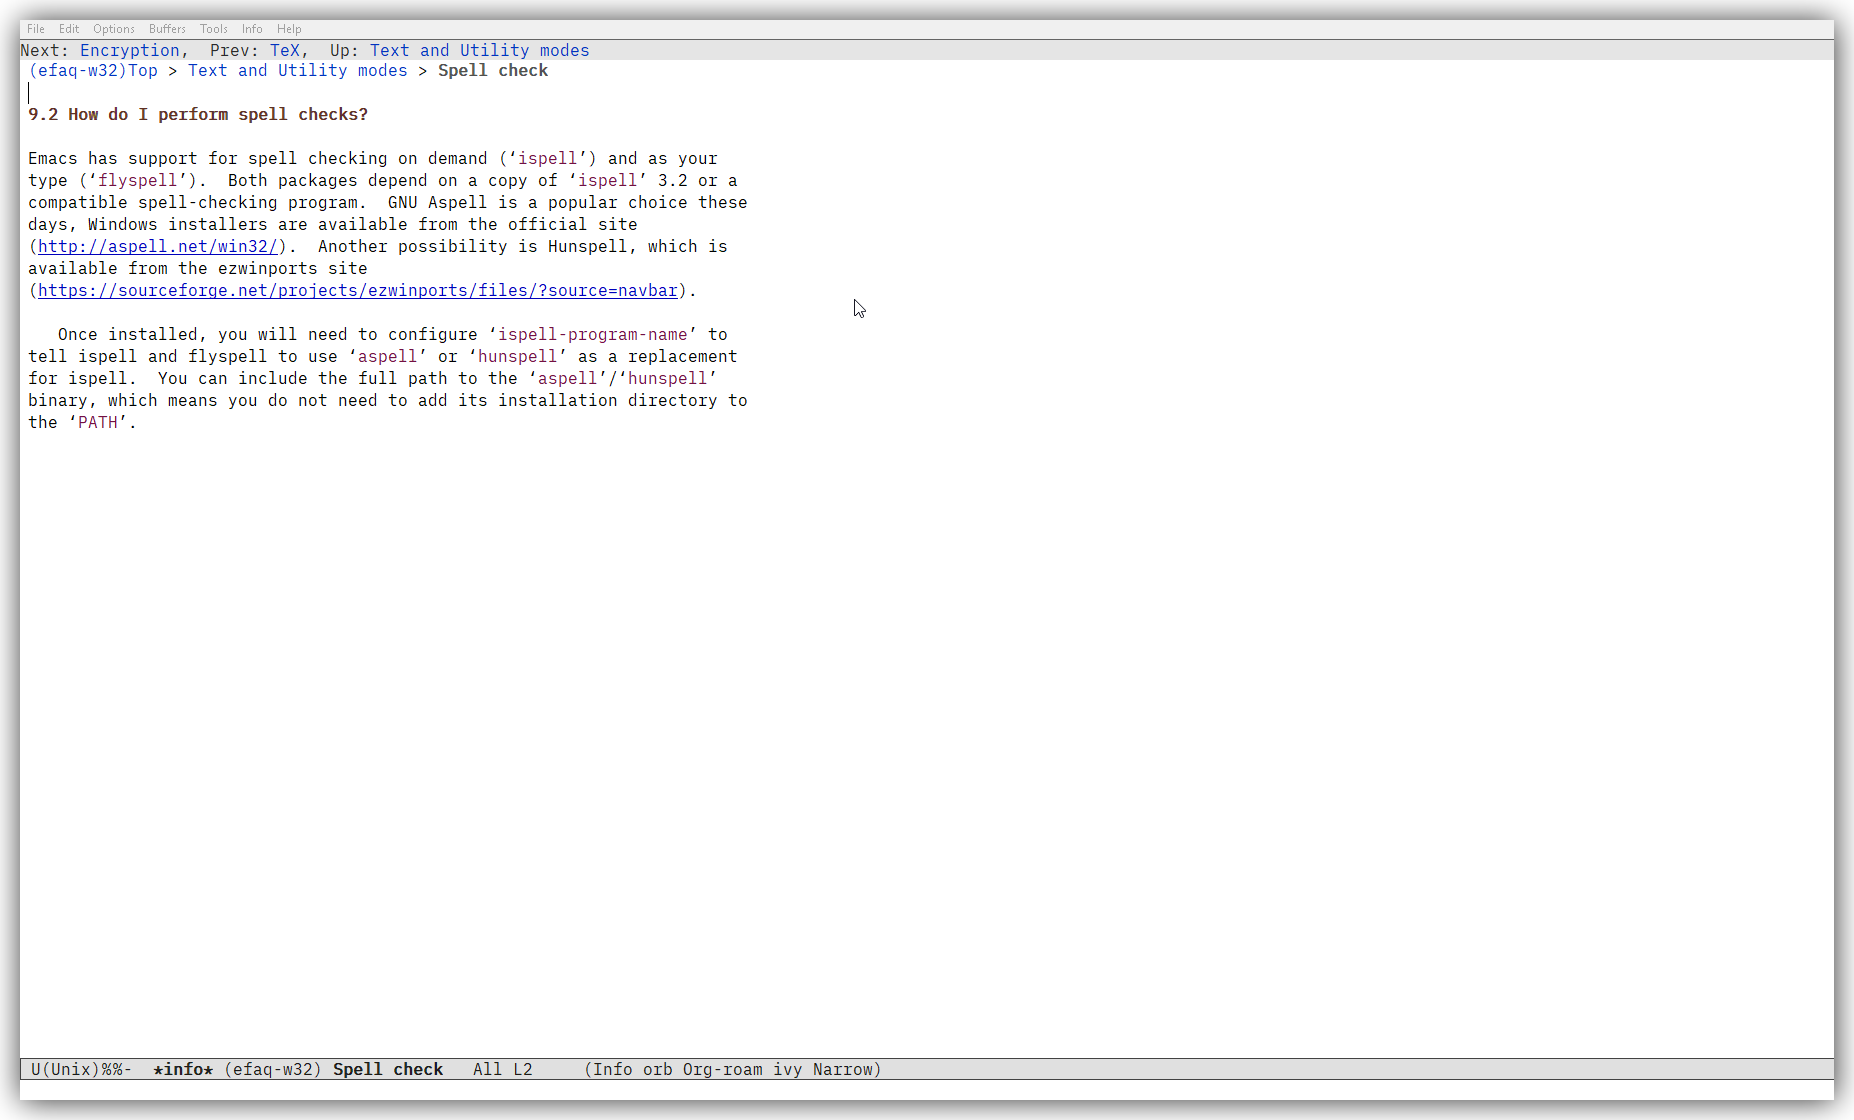 File Edit Options Buffers Tools Info Help
Next: Encryption,  Prev: TeX,  Up: Text and Utility modes
(efaq-w32)Top > Text and Utility modes > Spell check
9.2 How do I perform spell checks?
Emacs has support for spell checking on demand (‘ispell’) and as your
type (‘flyspell’).  Both packages depend on a copy of ‘ispell’ 3.2 or a
compatible spell-checking program.  GNU Aspell is a popular choice these
days, Windows installers are available from the official site
(http://aspell.net/win32/).  Another possibility is Hunspell, which is
available from the ezwinports site
(https://sourceforge.net/projects/ezwinports/files/?source=navbar).
Once installed, you will need to configure ‘ispell-program-name’ to
tell ispell and flyspell to use ‘aspell’ or ‘hunspell’ as a replacement
for ispell.  You can include the full path to the ‘aspell’/‘hunspell’
binary, which means you do not need to add its installation directory to
the ‘PATH’.
U(Unix)%%-  *info* (efaq-w32) Spell check   All L2     (Info orb Org-roam ivy Narrow)